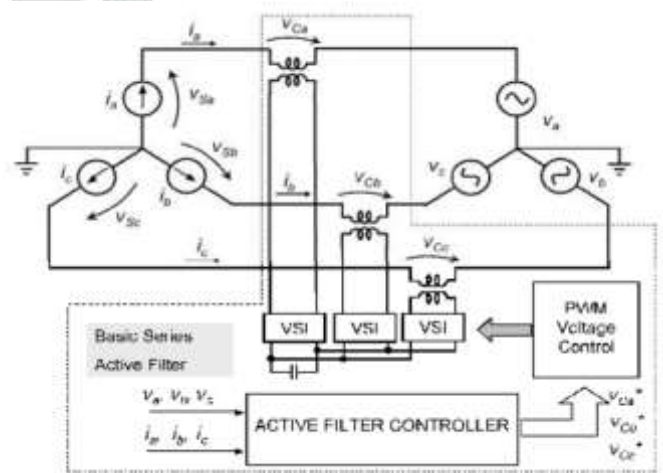 i_a
v_Ca
i_a
v_Sa
v_a
v_Sb
i_c
i_b
v_Sc
i_b
v_Cb
v_c
v_b
i_c
v_Cc
VSI
VSI
VSI
PWM
Voltage
Control
Basic Series
Active Filter
v_a, v_b, v_c
i_a, i_b, i_c
ACTIVE FILTER CONTROLLER
v_Ca*
v_Cb*
v_Cc*